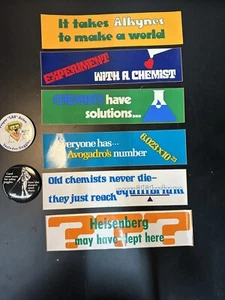 It takes Alkynes
to make a world
EXPERIMENT
WITH A CHEMIST
Chemists have
solutions...
Everyone has...
Avogadro's number
6.023X10
Old chemists never die-
they just reach equilibrium
Heisenberg
may have slept here